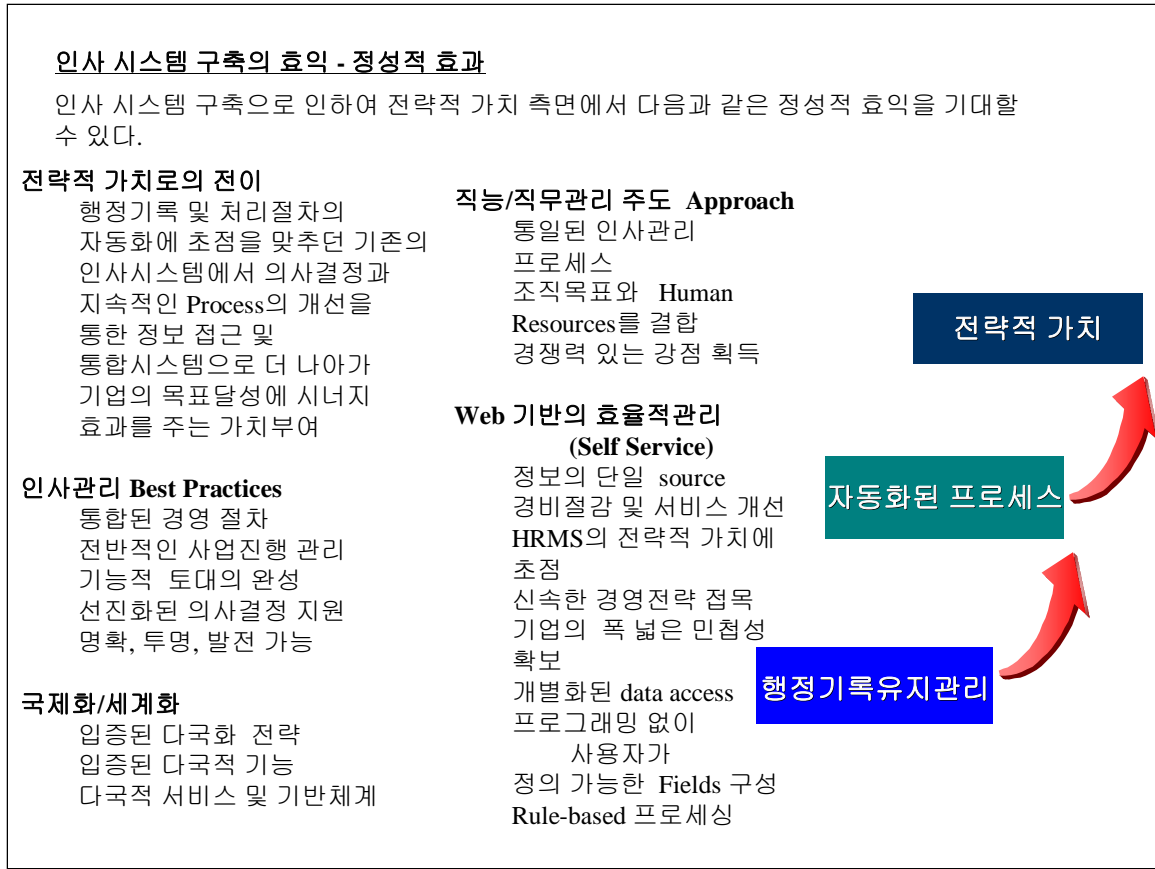 인사 시스템 구축의 효익 - 정성적 효과
인사 시스템 구축으로 인하여 전략적 가치 측면에서 다음과 같은 정성적 효익을 기대할
수 있다.
전략적 가치로의 전이
행정기록 및 처리절차의
자동화에 초점을 맞추던 기존의
인사시스템에서 의사결정과
지속적인 Process의 개선을
통한 정보 접근 및
통합시스템으로 더 나아가
기업의 목표달성에 시너지
효과를 주는 가치부여
인사관리 Best Practices
통합된 경영 절차
전반적인 사업진행 관리
기능적 토대의 완성
선진화된 의사결정 지원
명확, 투명, 발전 가능
국제화/세계화
입증된 다국화 전략
입증된 다국적 기능
다국적 서비스 및 기반체계
직능/직무관리 주도 Approach
통일된 인사관리
프로세스
조직목표와 Human
Resources를 결합
경쟁력 있는 강점 획득
Web 기반의 효율적관리
(Self Service)
정보의 단일 source
경비절감 및 서비스 개선
HRMS의 전략적 가치에
초점
신속한 경영전략 접목
기업의 폭 넓은 민첩성
확보
개별화된 data access
프로그래밍 없이
사용자가
정의 가능한 Fields 구성
Rule-based 프로세싱
전략적 가치
자동화된 프로세스
행정기록유지관리